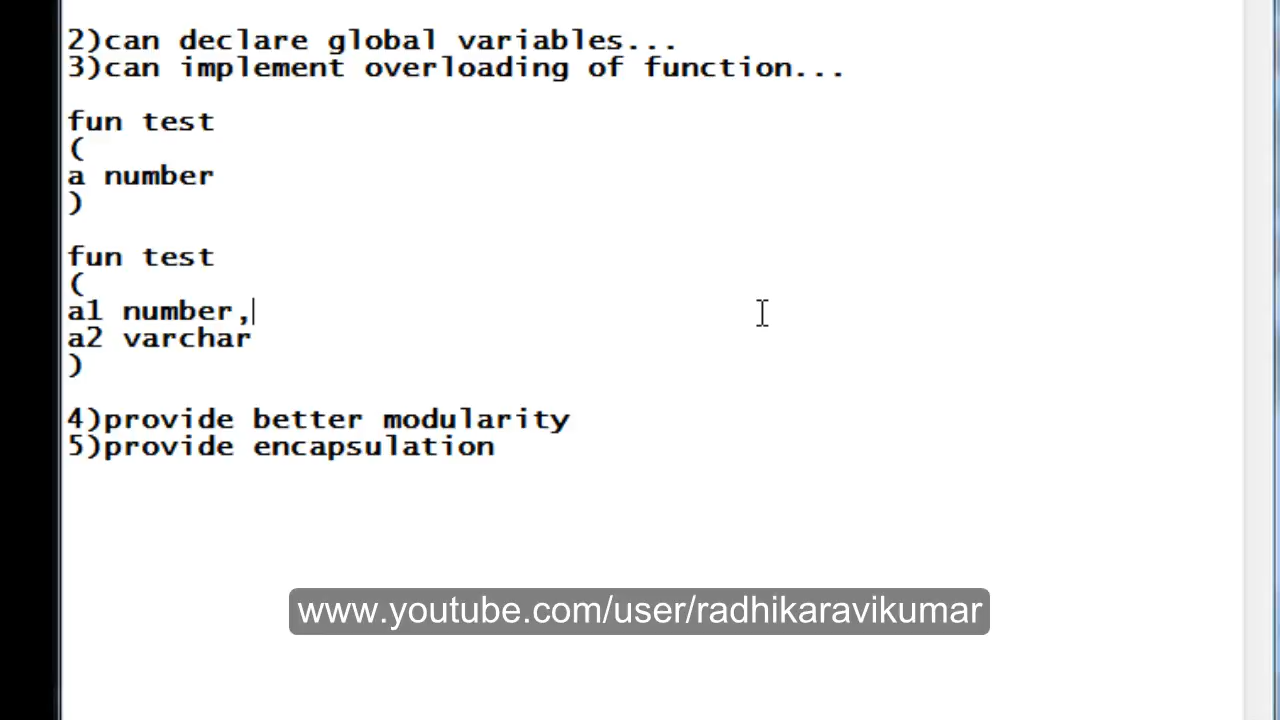 2)can declare global variables...
3)can implement overloading of function...
fun test
(
a number
)
fun test
(
a1 number,
a2 varchar
)
4)provide better modularity
5)provide encapsulation
www.youtube.com/user/radhikaravikumar